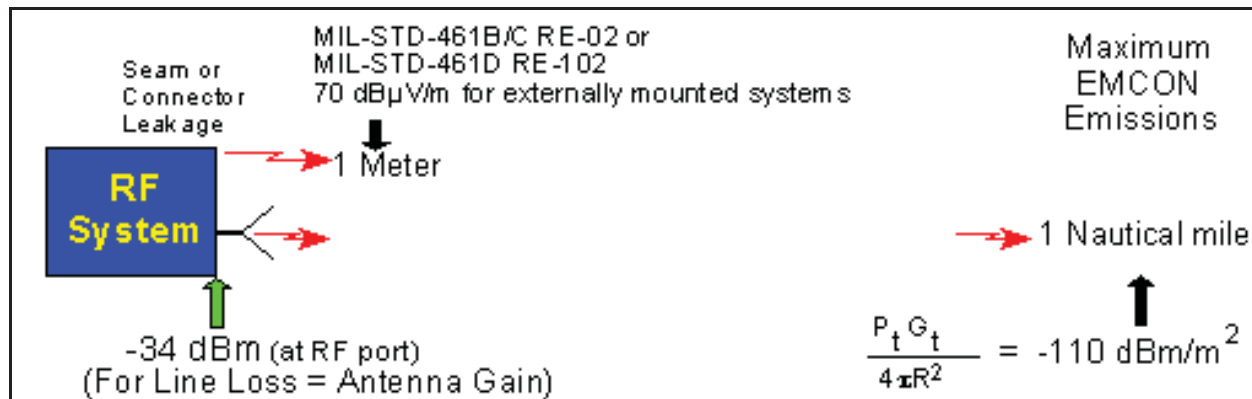 MIL-STD-461B/C RE-02 or
MIL-STD-461D RE-102
70 dBµV/m for externally mounted systems
Seam or
Connector
Leakage
Maximum
EMCON
Emissions
1 Meter
RF
System
1 Nautical mile
-34 dBm (at RF port)
(For Line Loss = Antenna Gain)
P_t G_t / 4πR² = -110 dBm/m²